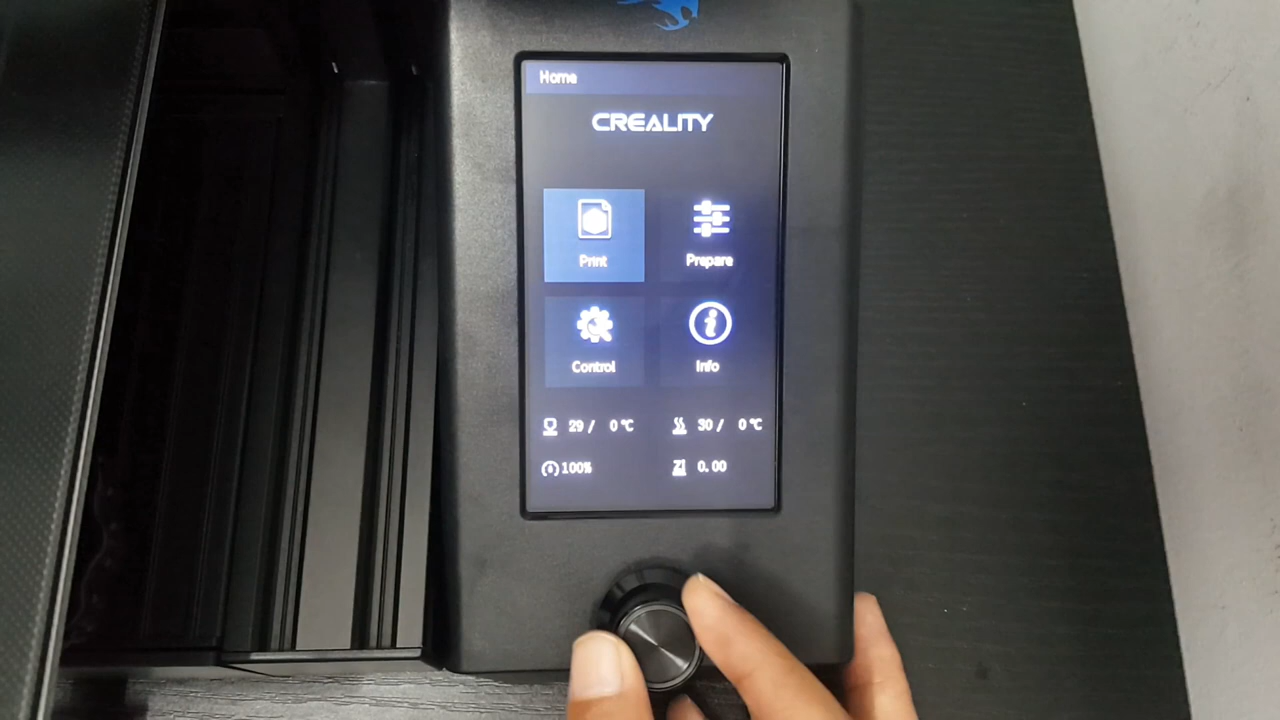 Home
CREALITY
Print Prepare
Control Info
29 / 0 ℃ 30 / 0 ℃
100% Z 0.00